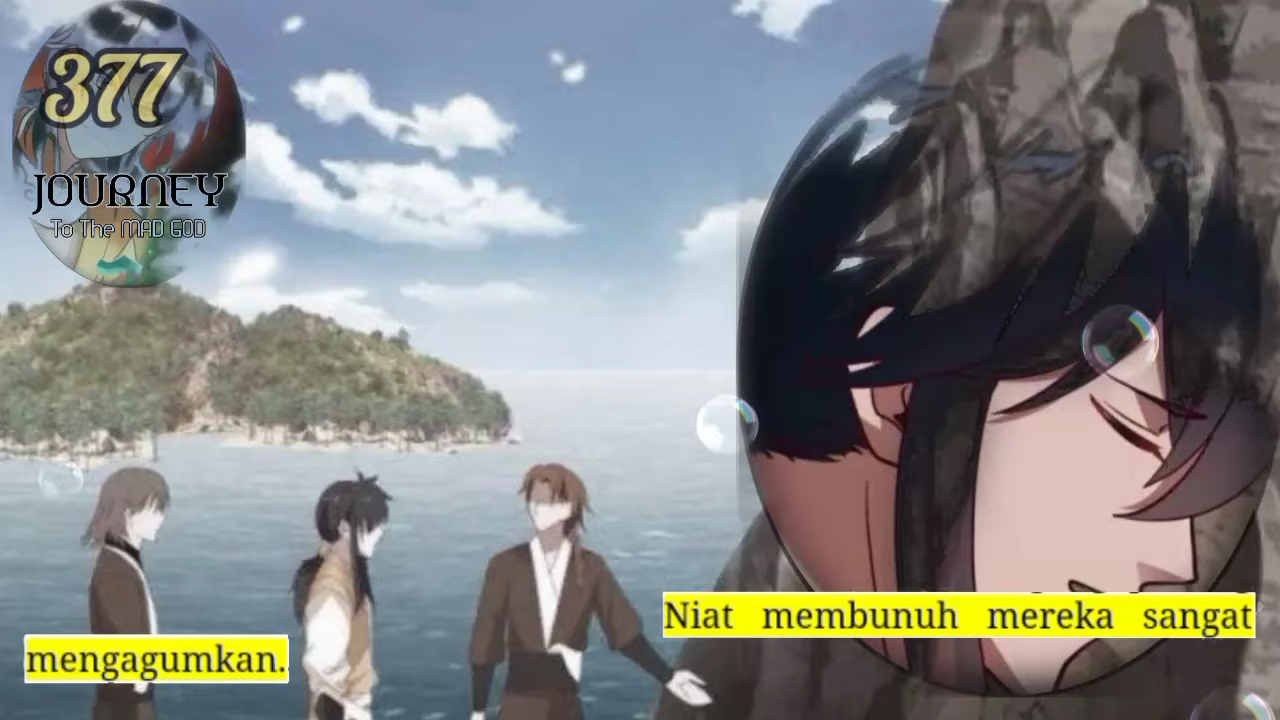 377
JOURNEY
To The MAD GOD
Niat membunuh mereka sangat
mengagumkan.